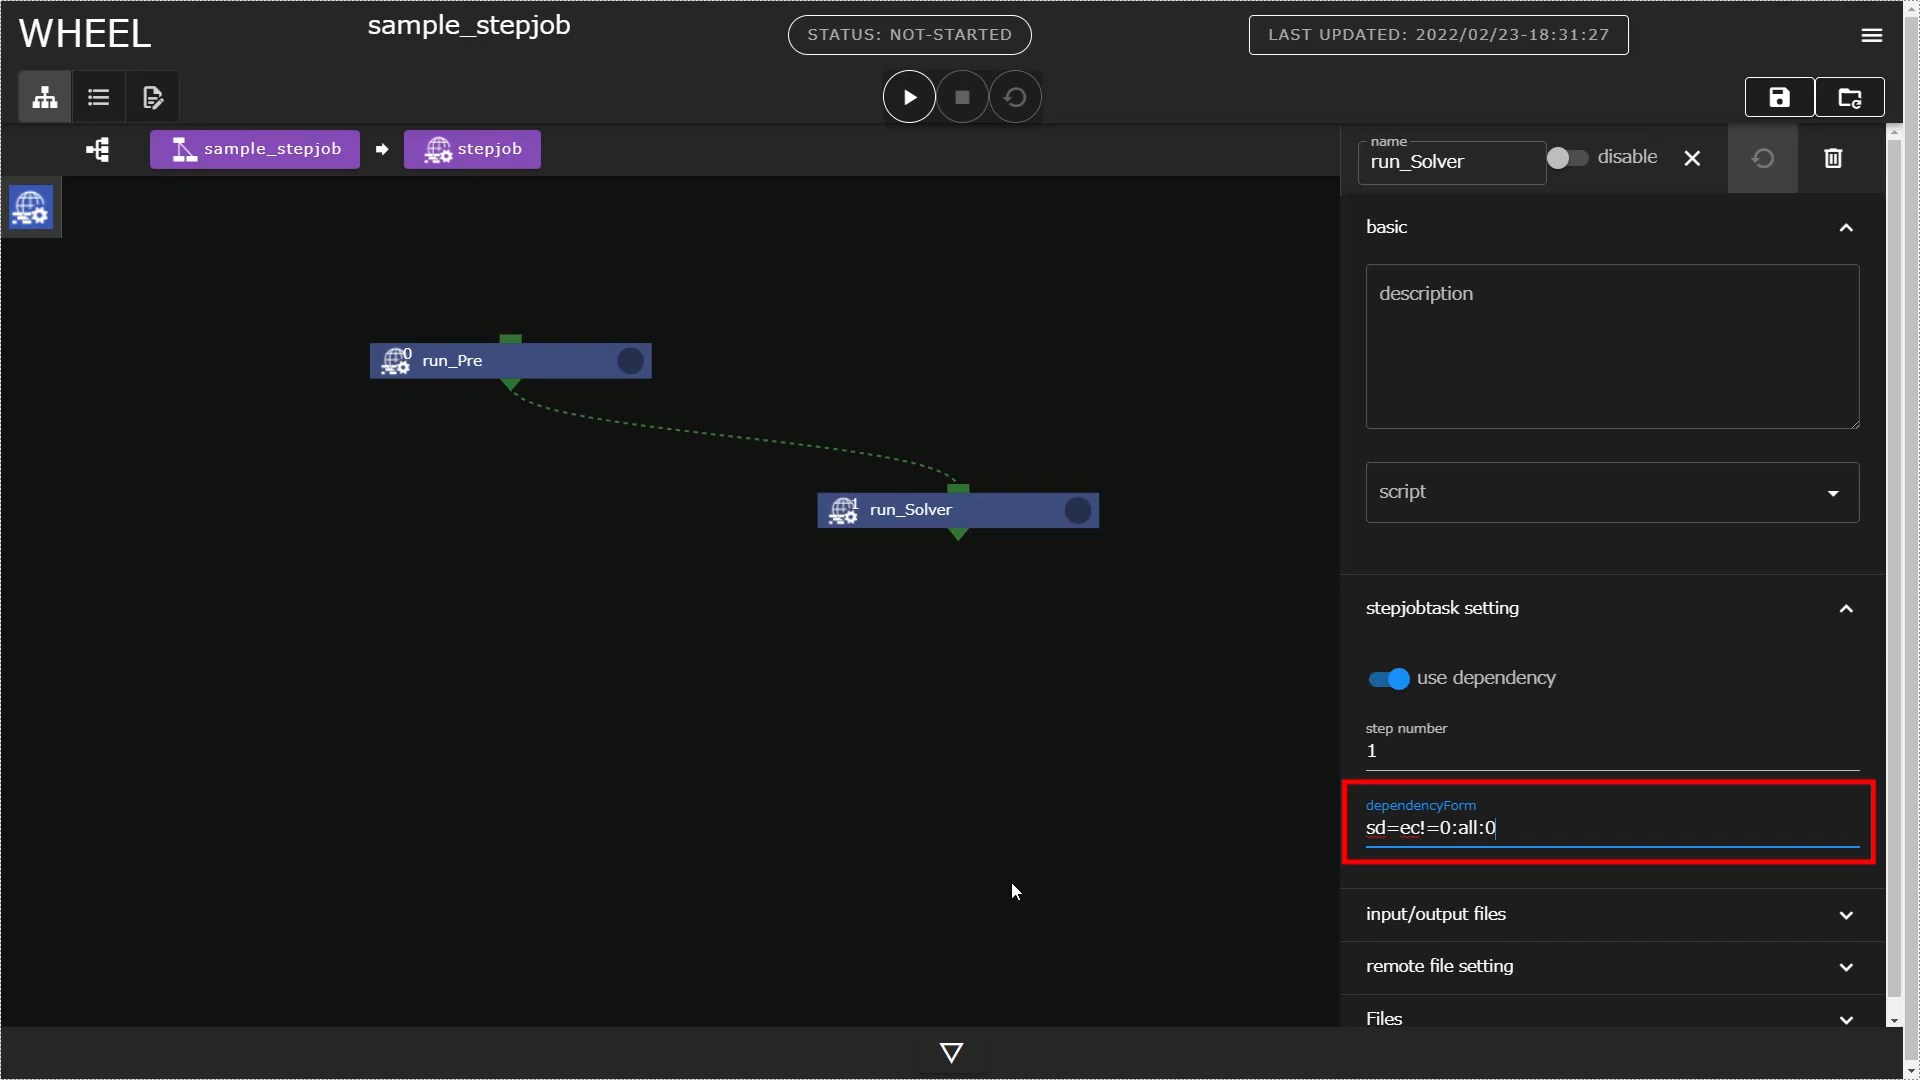 WHEEL
sample_stepjob
STATUS: NOT-STARTED
LAST UPDATED: 2022/02/23-18:31:27
sample_stepjob
stepjob
name
run_Solver
disable
basic
description
0
run_Pre
script
1
run_Solver
stepjobtask setting
use dependency
step number
1
dependencyForm
sd=ec!=0:all:0
input/output files
remote file setting
Files